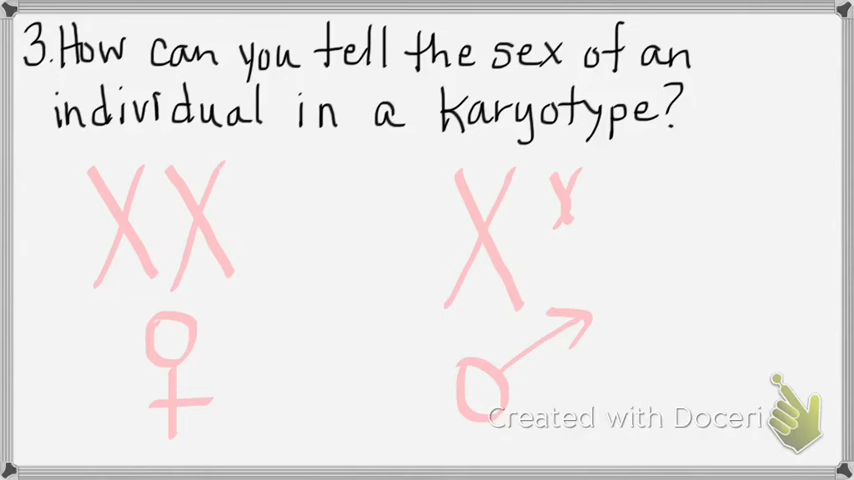 3. How can you tell the sex of an
individual in a karyotype?
XX
X Y
Created with Doceri